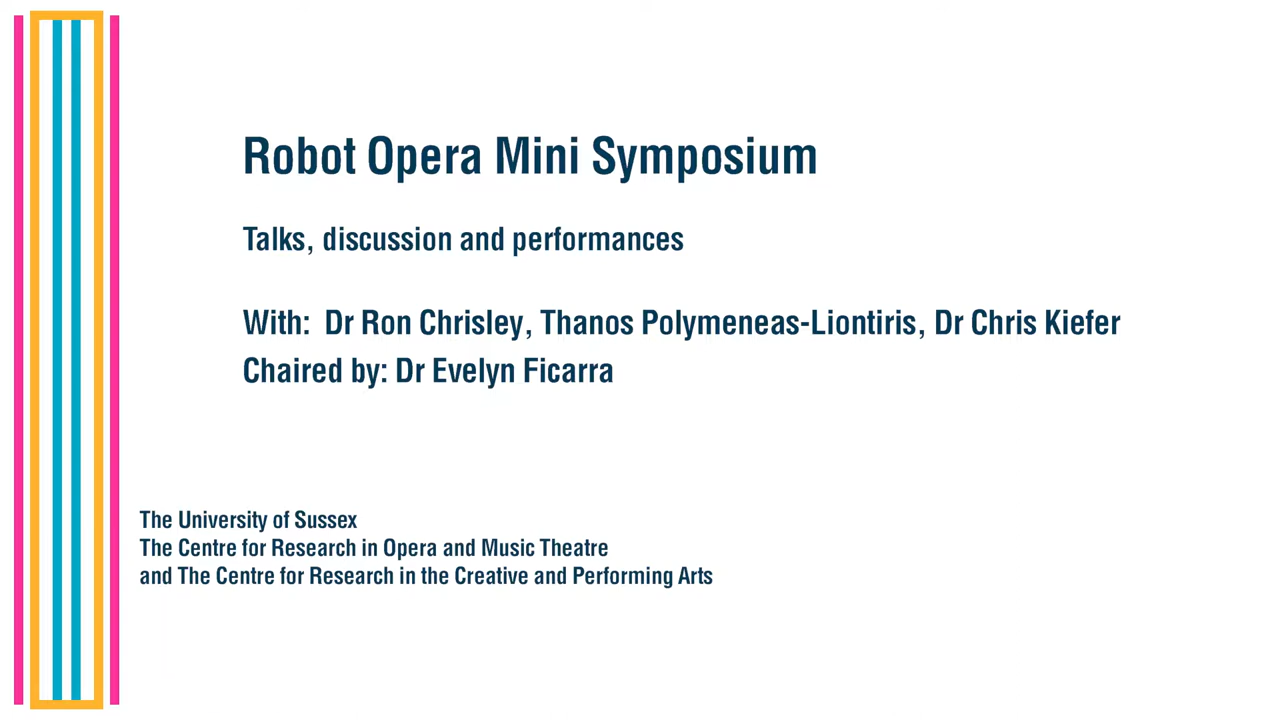 Robot Opera Mini Symposium
Talks, discussion and performances
With: Dr Ron Chrisley, Thanos Polymeneas-Liontiris, Dr Chris Kiefer
Chaired by: Dr Evelyn Ficarra
The University of Sussex
The Centre for Research in Opera and Music Theatre
and The Centre for Research in the Creative and Performing Arts